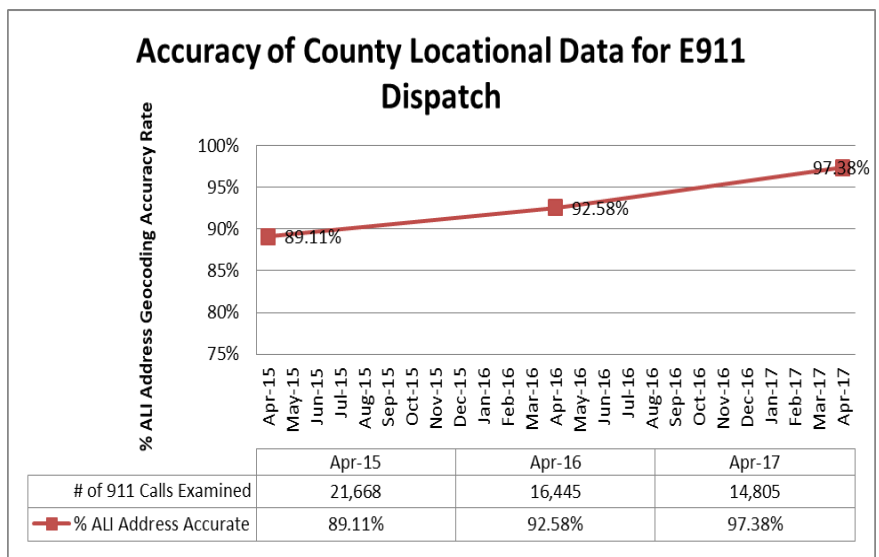 Accuracy of County Locational Data for E911
Dispatch
% ALI Address Geocoding Accuracy Rate
100%
95%
90%
85%
80%
75%
89.11%
92.58%
97.38%
Apr-15
May-15
Jun-15
Jul-15
Aug-15
Sep-15
Oct-15
Nov-15
Dec-15
Jan-16
Feb-16
Mar-16
Apr-16
May-16
Jun-16
Jul-16
Aug-16
Sep-16
Oct-16
Nov-16
Dec-16
Jan-17
Feb-17
Mar-17
Apr-17
Apr-15 Apr-16 Apr-17
# of 911 Calls Examined 21,668 16,445 14,805
% ALI Address Accurate 89.11% 92.58% 97.38%